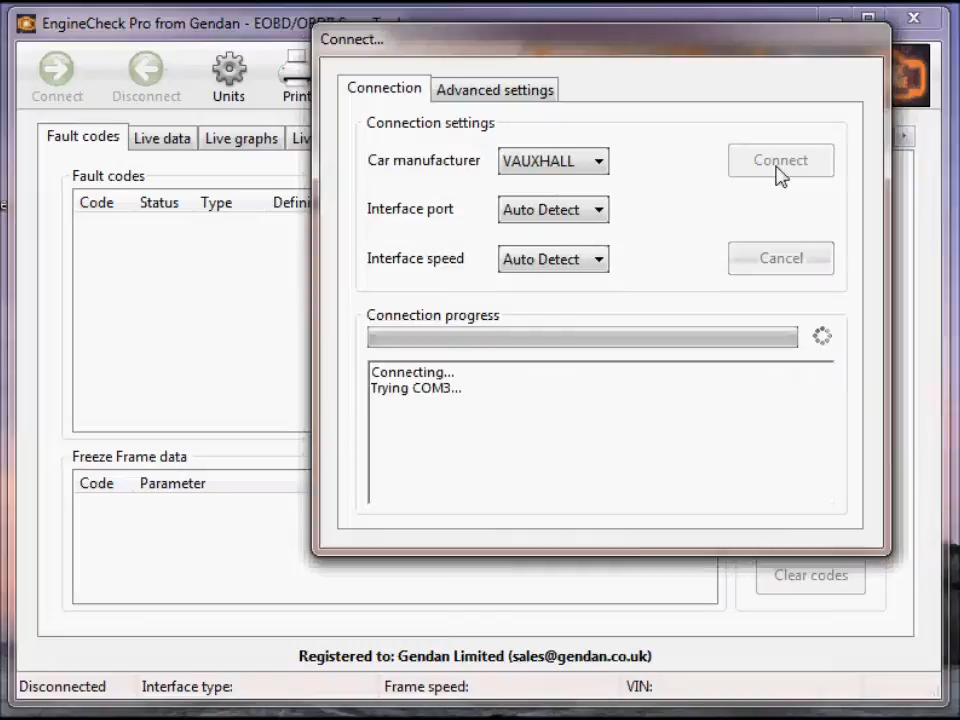 EngineCheck Pro from Gendan - EOBD/OBDII Scan Tool
Connect...
Connect
Disconnect
Units
Print
Connection
Advanced settings
Fault codes
Live data
Live graphs
Liv
Connection settings
Car manufacturer
VAUXHALL
Connect
Interface port
Auto Detect
Interface speed
Auto Detect
Cancel
Connection progress
Connecting...
Trying COM3...
Fault codes
Code
Status
Type
Defini
Freeze Frame data
Code
Parameter
Clear codes
Registered to: Gendan Limited (sales@gendan.co.uk)
Disconnected
Interface type:
Frame speed:
VIN: